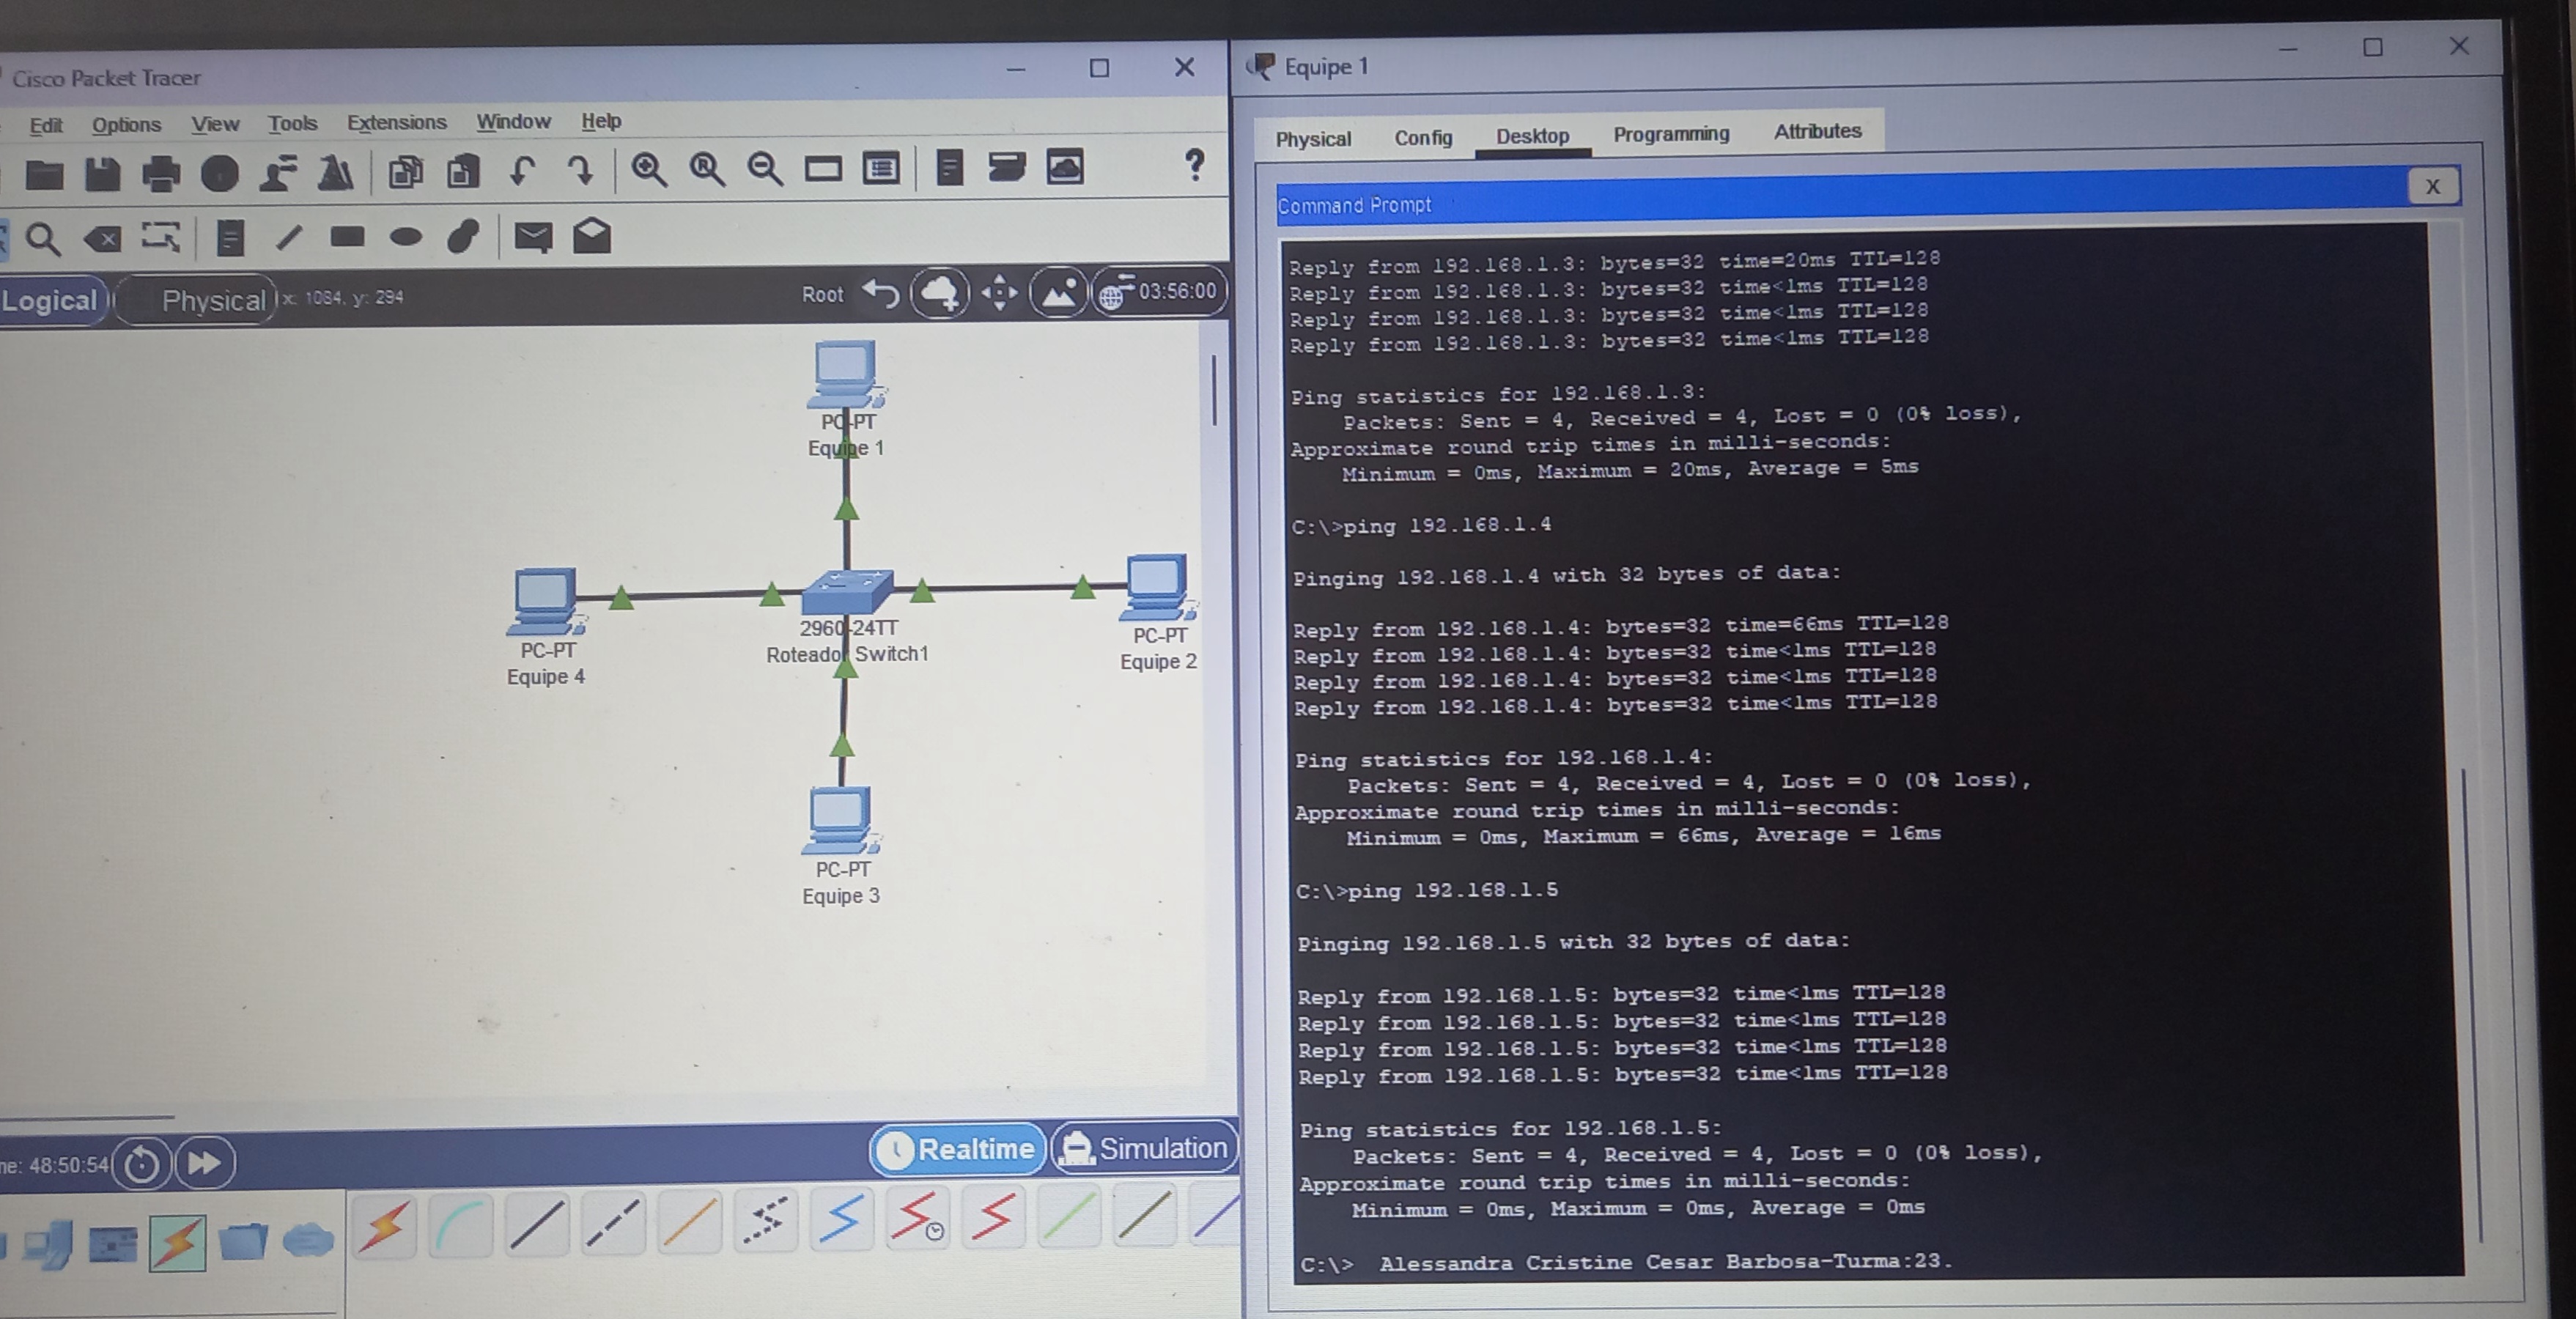 Cisco Packet Tracer
Edit Options View Tools Extensions Window Help
?
Logical Physical x: 1084, y: 294 Root 03:56:00
PC-PT
Equipe 1
PC-PT
Equipe 4
2960-24TT
Roteador Switch1
PC-PT
Equipe 2
PC-PT
Equipe 3
me: 48:50:54 Realtime Simulation
Equipe 1
Physical Config Desktop Programming Attributes
Command Prompt X
Reply from 192.168.1.3: bytes=32 time=20ms TTL=128
Reply from 192.168.1.3: bytes=32 time<1ms TTL=128
Reply from 192.168.1.3: bytes=32 time<1ms TTL=128
Reply from 192.168.1.3: bytes=32 time<1ms TTL=128
Ping statistics for 192.168.1.3:
Packets: Sent = 4, Received = 4, Lost = 0 (0% loss),
Approximate round trip times in milli-seconds:
Minimum = 0ms, Maximum = 20ms, Average = 5ms
C:\>ping 192.168.1.4
Pinging 192.168.1.4 with 32 bytes of data:
Reply from 192.168.1.4: bytes=32 time=66ms TTL=128
Reply from 192.168.1.4: bytes=32 time<1ms TTL=128
Reply from 192.168.1.4: bytes=32 time<1ms TTL=128
Reply from 192.168.1.4: bytes=32 time<1ms TTL=128
Ping statistics for 192.168.1.4:
Packets: Sent = 4, Received = 4, Lost = 0 (0% loss),
Approximate round trip times in milli-seconds:
Minimum = 0ms, Maximum = 66ms, Average = 16ms
C:\>ping 192.168.1.5
Pinging 192.168.1.5 with 32 bytes of data:
Reply from 192.168.1.5: bytes=32 time<1ms TTL=128
Reply from 192.168.1.5: bytes=32 time<1ms TTL=128
Reply from 192.168.1.5: bytes=32 time<1ms TTL=128
Reply from 192.168.1.5: bytes=32 time<1ms TTL=128
Ping statistics for 192.168.1.5:
Packets: Sent = 4, Received = 4, Lost = 0 (0% loss),
Approximate round trip times in milli-seconds:
Minimum = 0ms, Maximum = 0ms, Average = 0ms
C:\> Alessandra Cristine Cesar Barbosa-Turma:23.